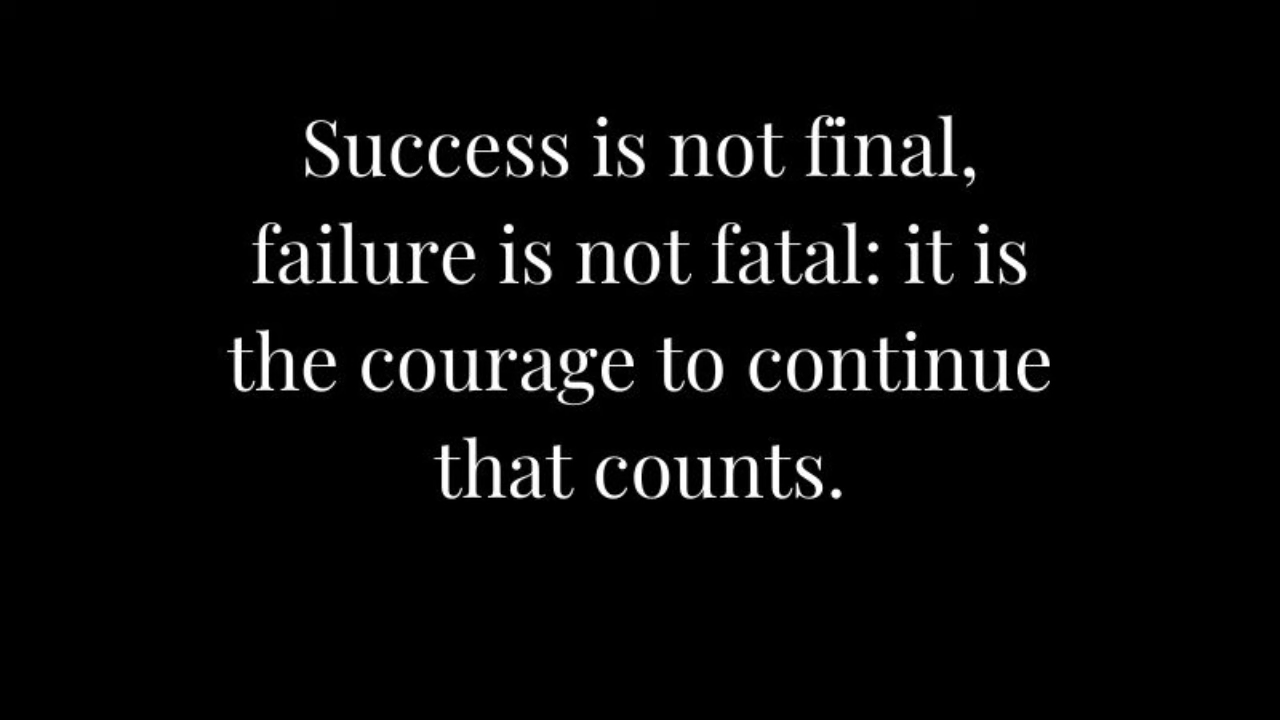 Success is not final,
failure is not fatal: it is
the courage to continue
that counts.